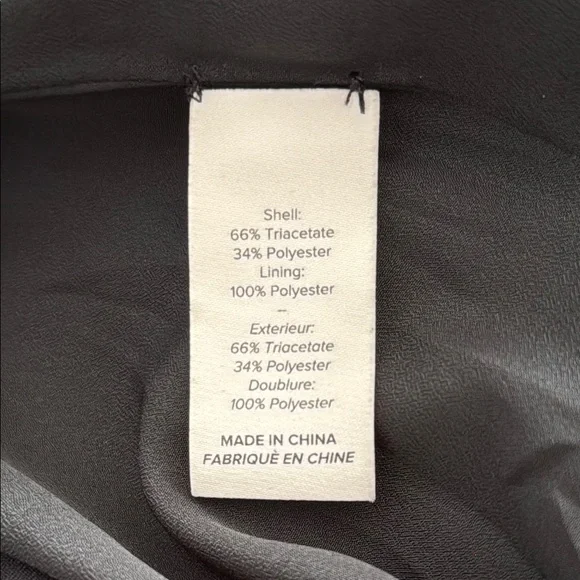 Shell:
66% Triacetate
34% Polyester
Lining:
100% Polyester
–
Exterieur:
66% Triacetate
34% Polyester
Doublure:
100% Polyester
MADE IN CHINA
FABRIQUÈ EN CHINE